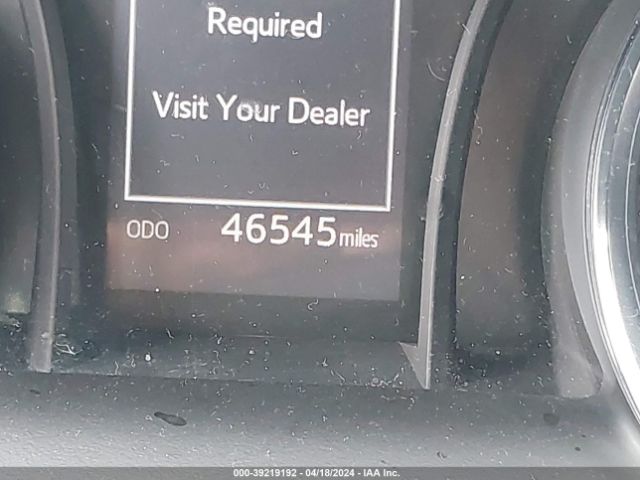 Required
Visit Your Dealer
ODO 46545 miles
000-39219192 - 04/18/2024 - IAA Inc.